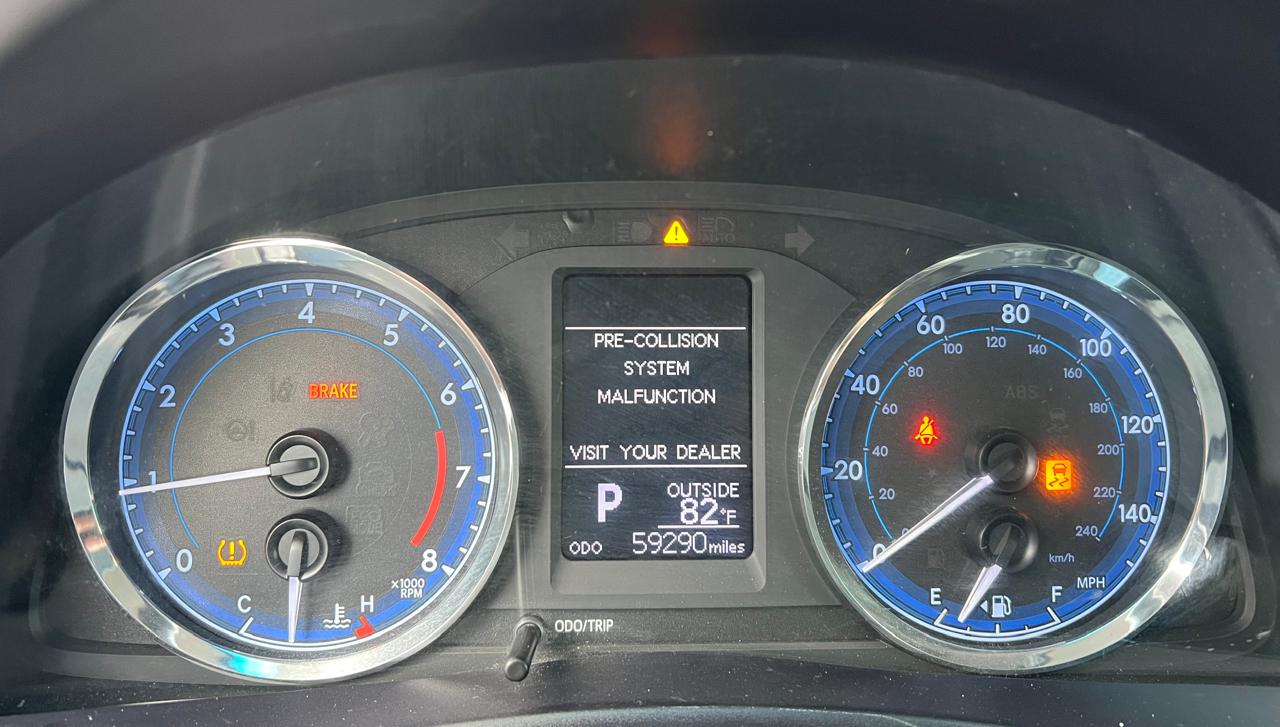 PRE-COLLISION
SYSTEM
MALFUNCTION
VISIT YOUR DEALER
P
OUTSIDE
82°F
ODO 59290 miles
ODO/TRIP
BRAKE
0
1
2
3
4
5
6
7
8
×1000
RPM
C
H
0
20
40
60
80
100
120
140
MPH
20
40
60
80
100
120
140
160
180
200
220
240
km/h
ABS
E
F